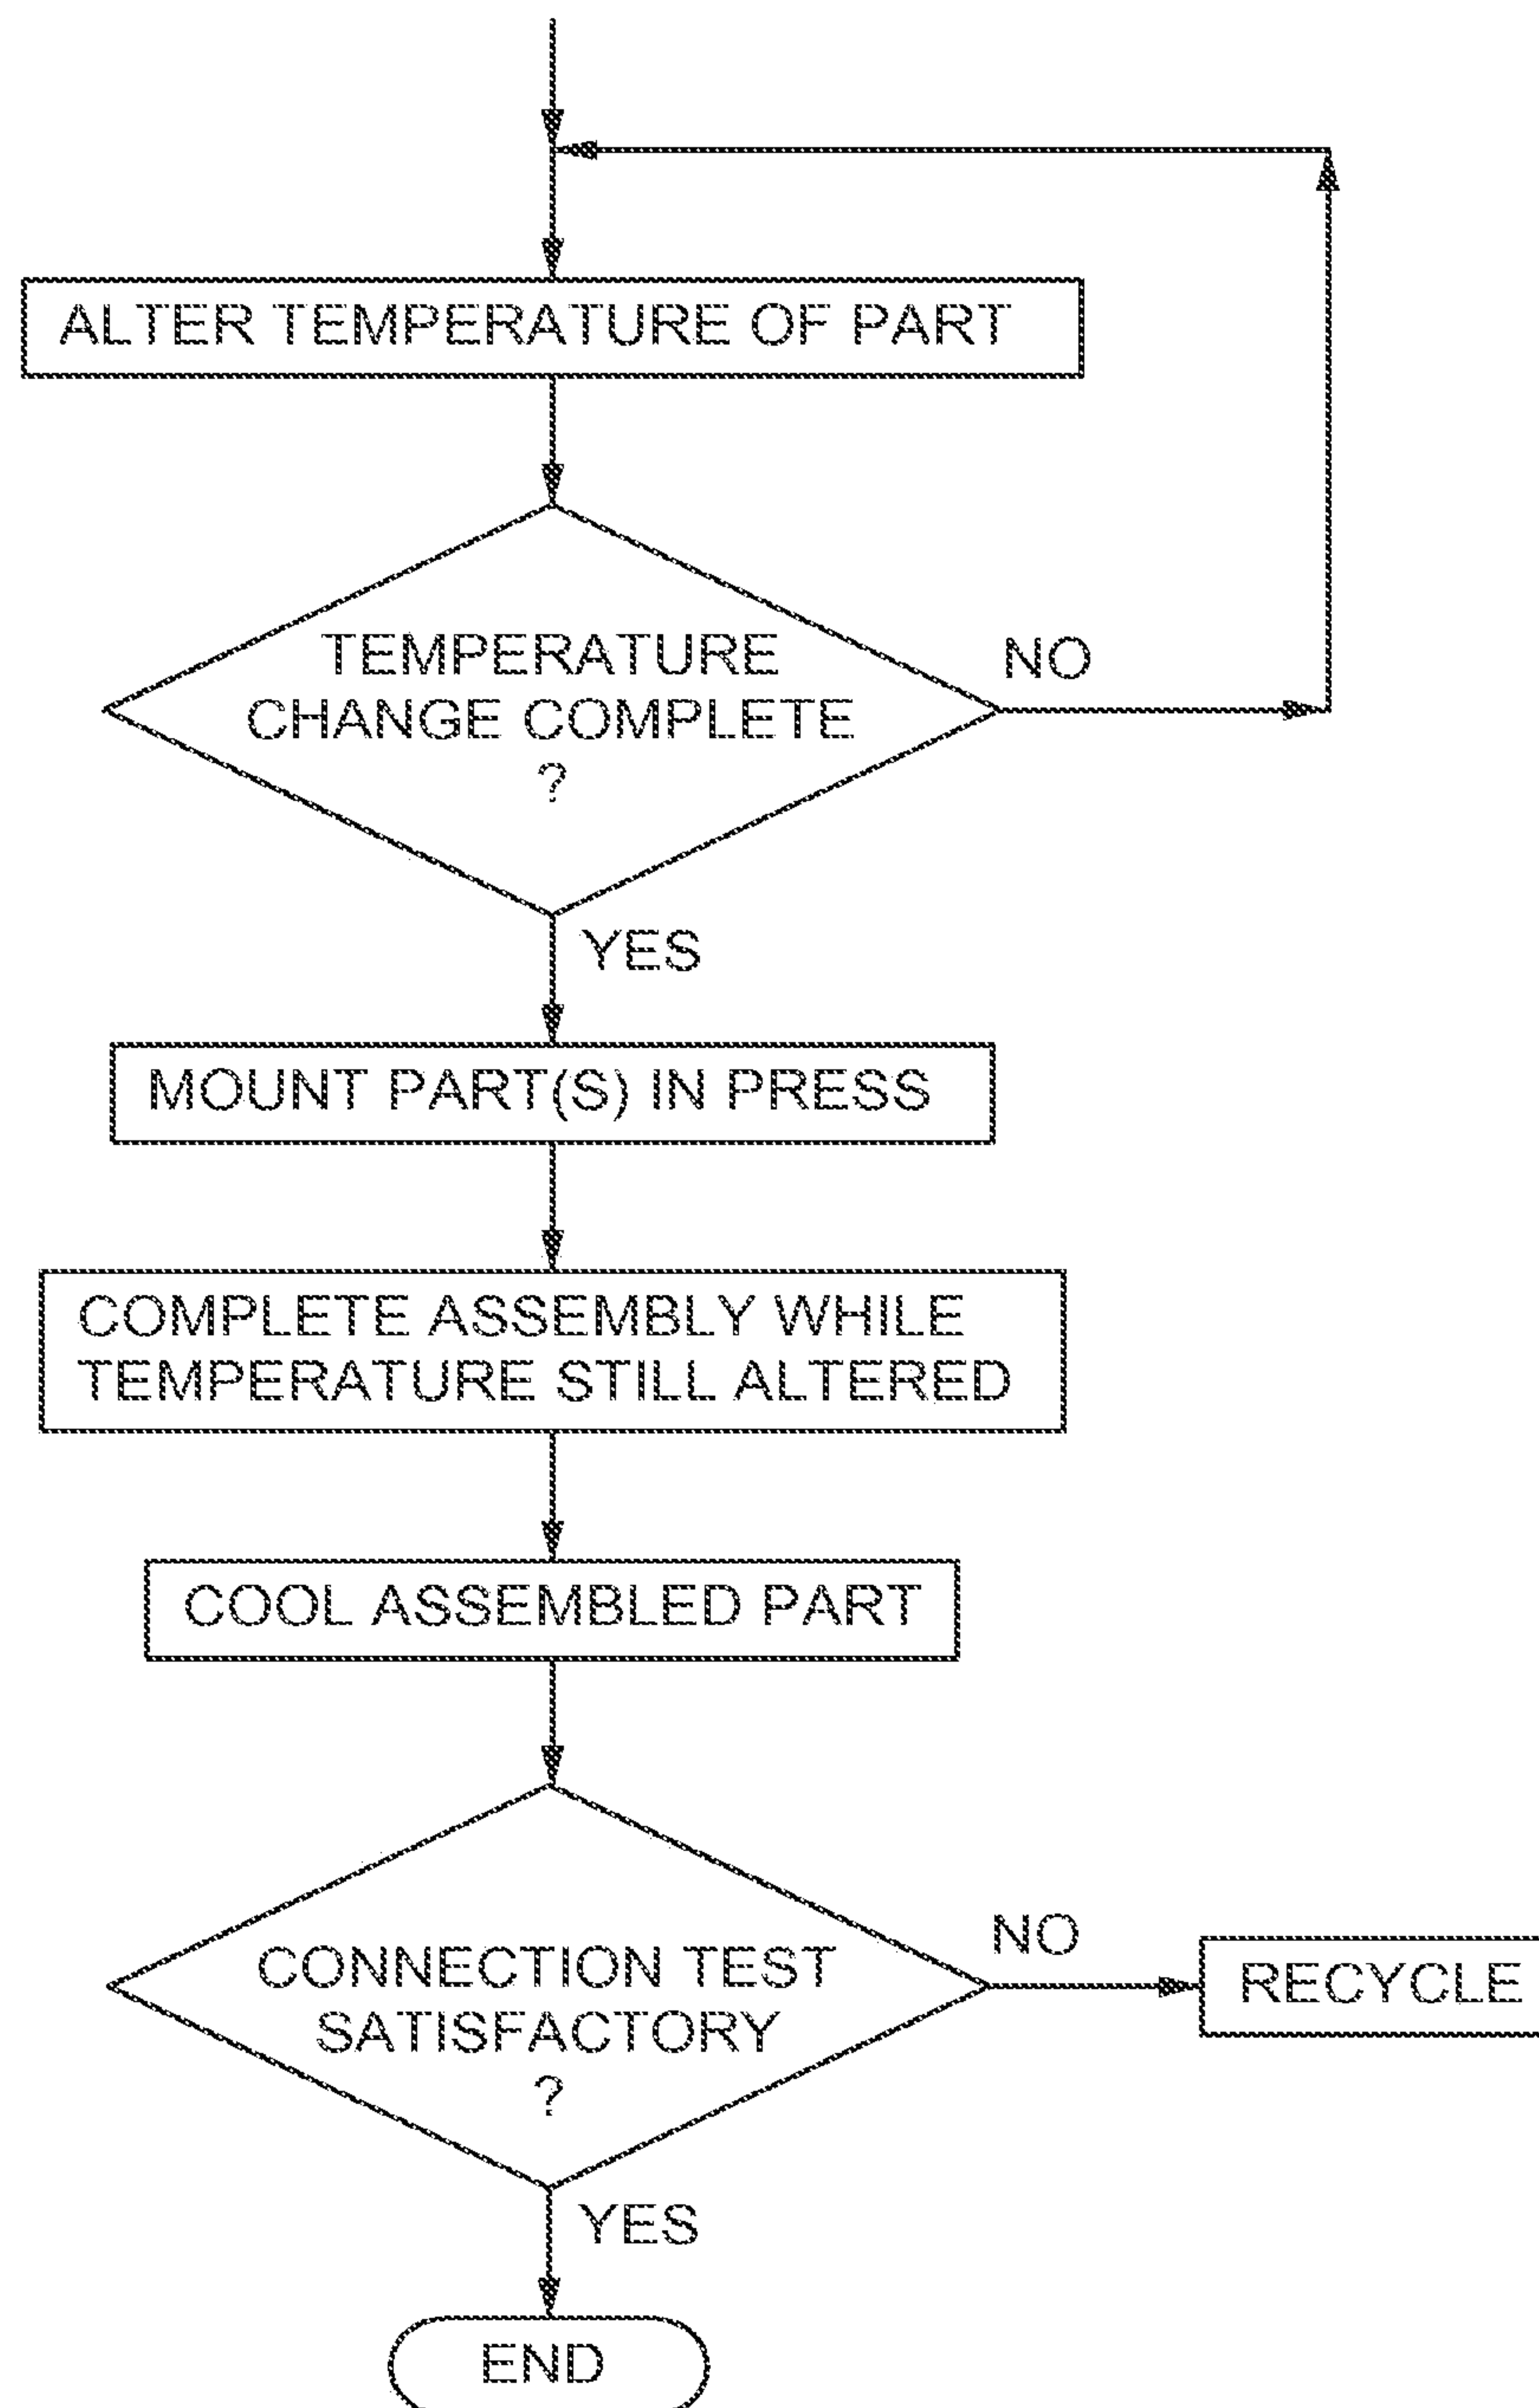 ALTER TEMPERATURE OF PART
TEMPERATURE
CHANGE COMPLETE
?
NO
YES
MOUNT PART(S) IN PRESS
COMPLETE ASSEMBLY WHILE
TEMPERATURE STILL ALTERED
COOL ASSEMBLED PART
CONNECTION TEST
SATISFACTORY
?
NO
RECYCLE
YES
END